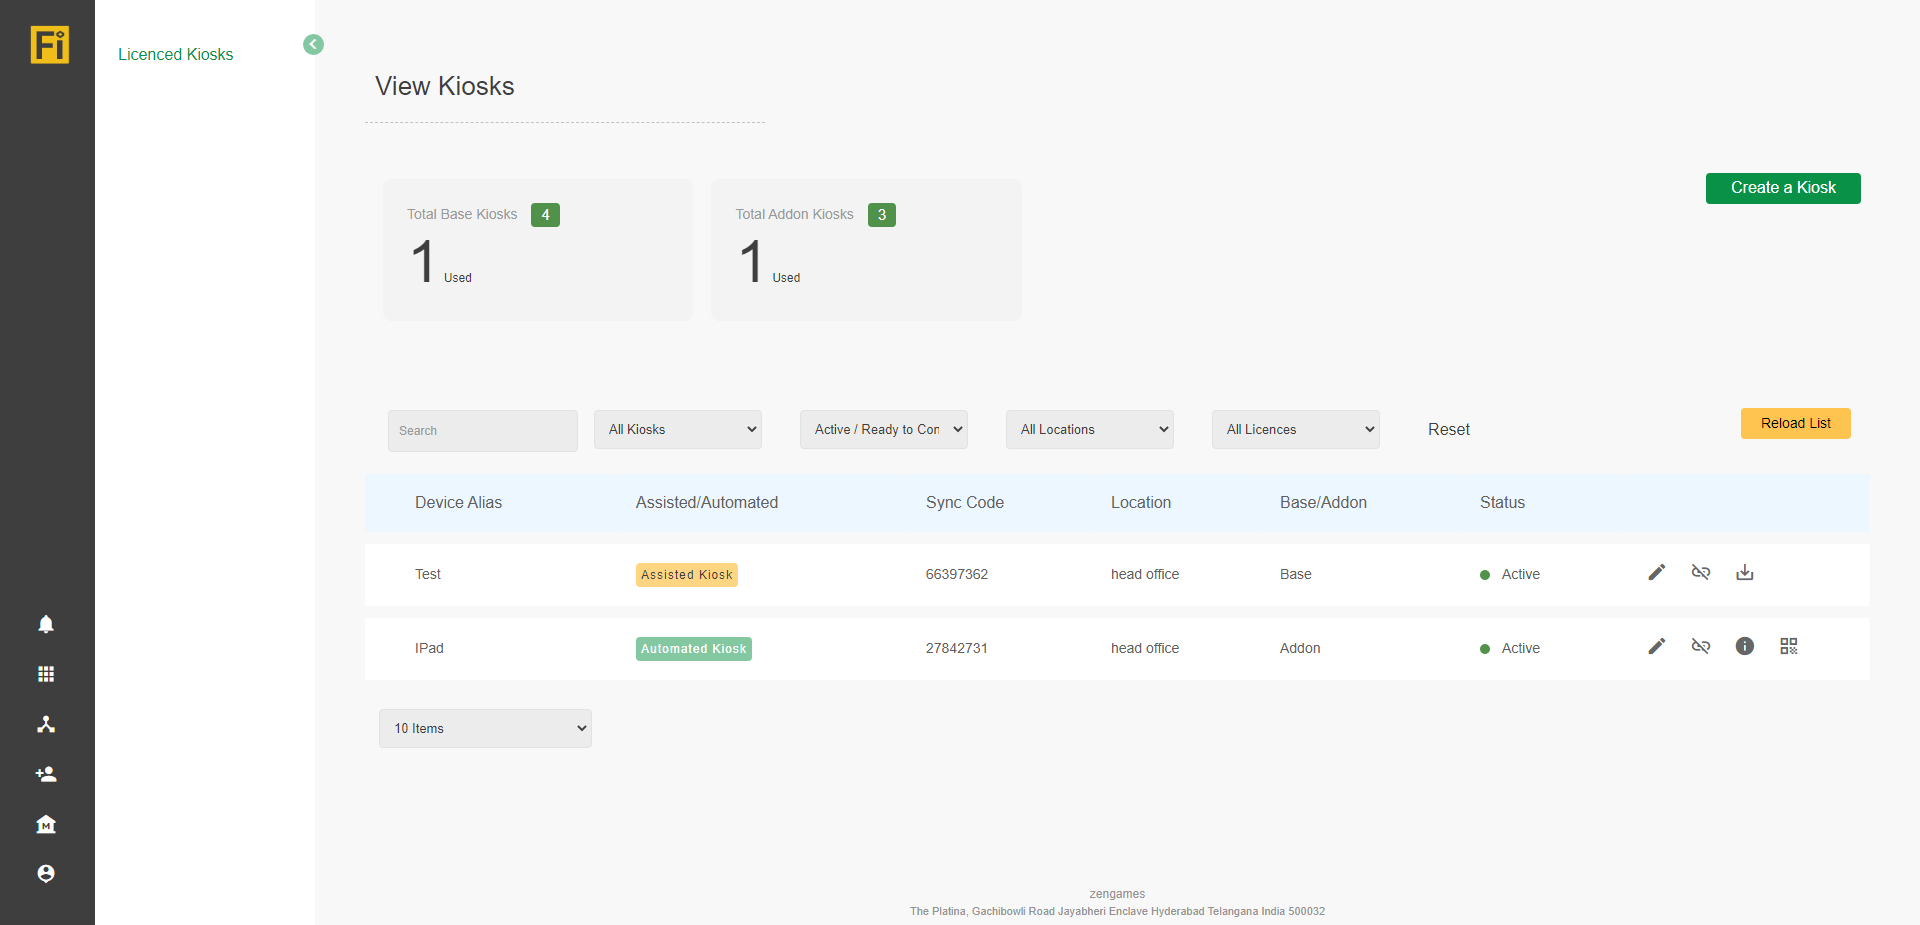 Fi
Licenced Kiosks
View Kiosks
Create a Kiosk
Total Base Kiosks 4
1 Used
Total Addon Kiosks 3
1 Used
Search All Kiosks Active / Ready to Con All Locations All Licences Reset Reload List
Device Alias Assisted/Automated Sync Code Location Base/Addon Status
Test Assisted Kiosk 66397362 head office Base Active
IPad Automated Kiosk 27842731 head office Addon Active
10 Items
M
zengames
The Platina, Gachibowli Road Jayabheri Enclave Hyderabad Telangana India 500032